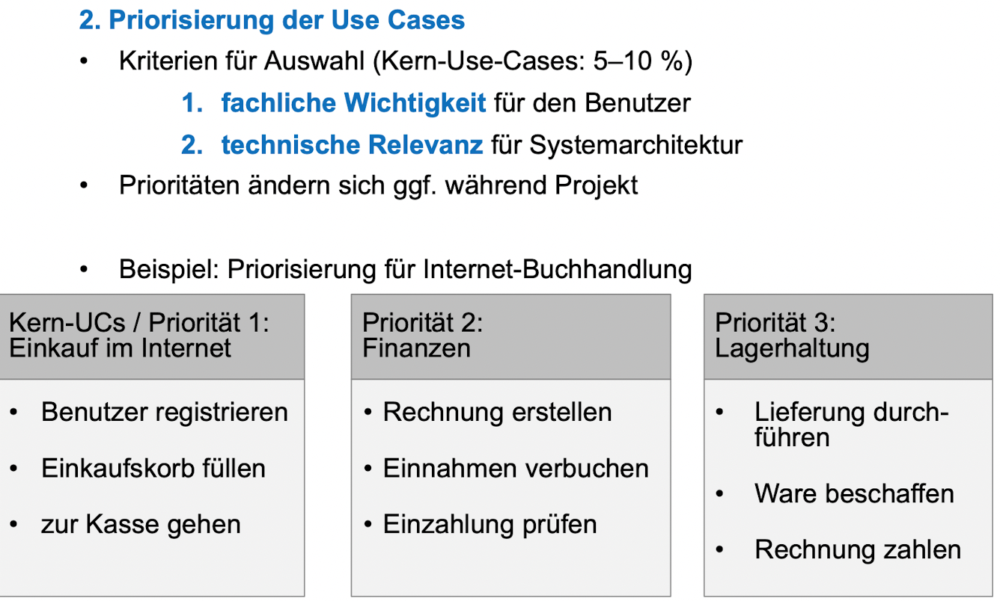 2. Priorisierung der Use Cases
• Kriterien für Auswahl (Kern-Use-Cases: 5–10 %)
1. fachliche Wichtigkeit für den Benutzer
2. technische Relevanz für Systemarchitektur
• Prioritäten ändern sich ggf. während Projekt
• Beispiel: Priorisierung für Internet-Buchhandlung
Kern-UCs / Priorität 1:
Einkauf im Internet
• Benutzer registrieren
• Einkaufskorb füllen
• zur Kasse gehen
Priorität 2:
Finanzen
• Rechnung erstellen
• Einnahmen verbuchen
• Einzahlung prüfen
Priorität 3:
Lagerhaltung
• Lieferung durch-
führen
• Ware beschaffen
• Rechnung zahlen